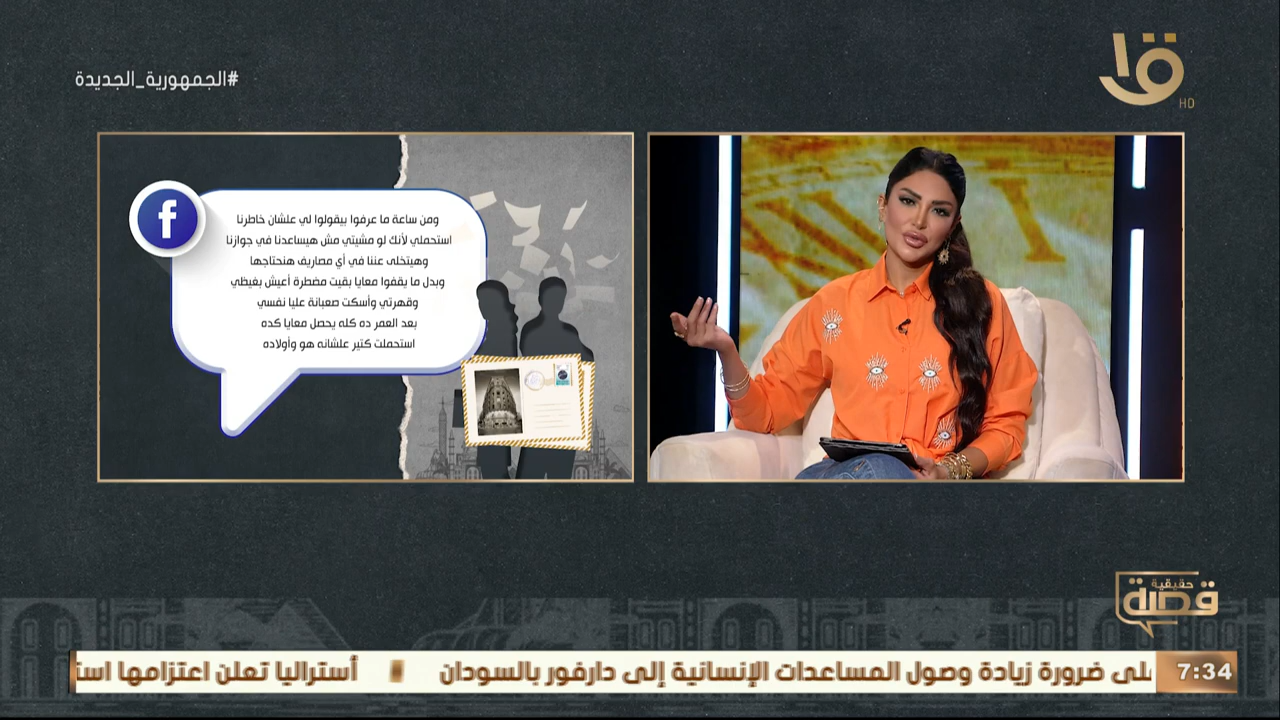 #الجمهورية_الجديدة
HD
ومن ساعة ما عرفوا بيقولوا لي علشان خاطرنا
استحملي لأنك لو مشيتي مش هيساعدنا في جوازنا
وهيتخلى عننا في أي مصاريف هنحتاجها
وبدل ما يقفوا معايا بقيت مضطرة أعيش بغيظي
وقهرتي وأسكت صعبانة عليا نفسي
بعد العمر ده كله يحصل معايا كده
استحملت كتير علشانه هو وأولاده
قصة
حقيقية
7:34 ضرورة زيادة وصول المساعدات الإنسانية إلى دارفور بالسودان أستراليا تعلن اعتزامها